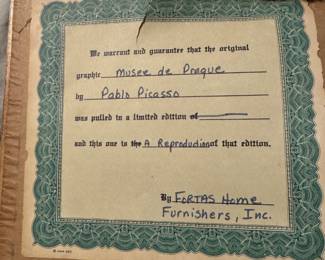 We warrant and guarantee that the original
graphic Musee de Prague
by Pablo Picasso
was pulled in a limited edition of
and this one is the A Reproduction of that edition.
By Fortas Home
Furnishers, Inc.